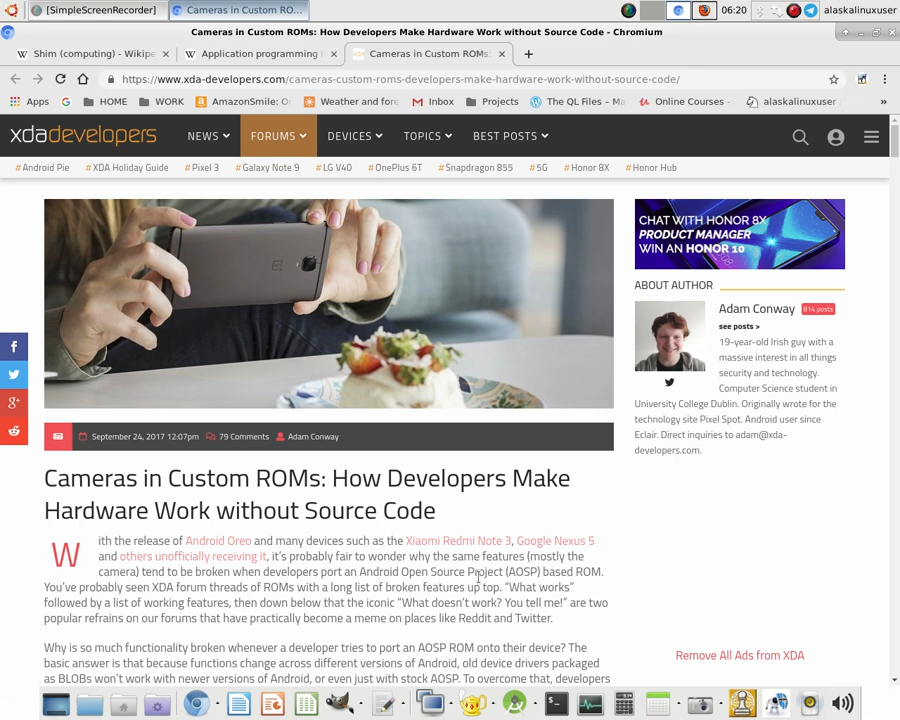 [SimpleScreenRecorder]
Cameras in Custom RO...
06:20
alaskalinuxuser
Cameras in Custom ROMs: How Developers Make Hardware Work without Source Code - Chromium
Shim (computing) - Wikip
Application programming
Cameras in Custom ROMs:
https://www.xda-developers.com/cameras-custom-roms-developers-make-hardware-work-without-source-code/
Apps
HOME
WORK
AmazonSmile: O
Weather and fore
Inbox
Projects
The QL Files – Ma
Online Courses -
alaskalinuxuser
»
xdadevelopers
NEWS
FORUMS
DEVICES
TOPICS
BEST POSTS
#Android Pie
#XDA Holiday Guide
#Pixel 3
#Galaxy Note 9
#LG V40
#OnePlus 6T
#Snapdragon 855
#5G
#Honor 8X
#Honor Hub
CHAT WITH HONOR 8X
PRODUCT MANAGER
WIN AN HONOR 10
ABOUT AUTHOR
Adam Conway 814 posts
see posts >
19-year-old Irish guy with a
massive interest in all things
security and technology.
Computer Science student in
University College Dublin. Originally wrote for the
technology site Pixel Spot. Android user since
Eclair. Direct inquiries to adam@xda-
developers.com.
September 24, 2017 12:07pm
79 Comments
Adam Conway
Cameras in Custom ROMs: How Developers Make
Hardware Work without Source Code
With the release of Android Oreo and many devices such as the Xiaomi Redmi Note 3, Google Nexus 5
and others unofficially receiving it, it's probably fair to wonder why the same features (mostly the
camera) tend to be broken when developers port an Android Open Source Project (AOSP) based ROM.
You've probably seen XDA forum threads of ROMs with a long list of broken features up top. "What works"
followed by a list of working features, then down below that the iconic "What doesn't work? You tell me!" are two
popular refrains on our forums that have practically become a meme on places like Reddit and Twitter.
Why is so much functionality broken whenever a developer tries to port an AOSP ROM onto their device? The
basic answer is that because functions change across different versions of Android, old device drivers packaged
as BLOBs won't work with newer versions of Android, or even just with stock AOSP. To overcome that, developers
Remove All Ads from XDA